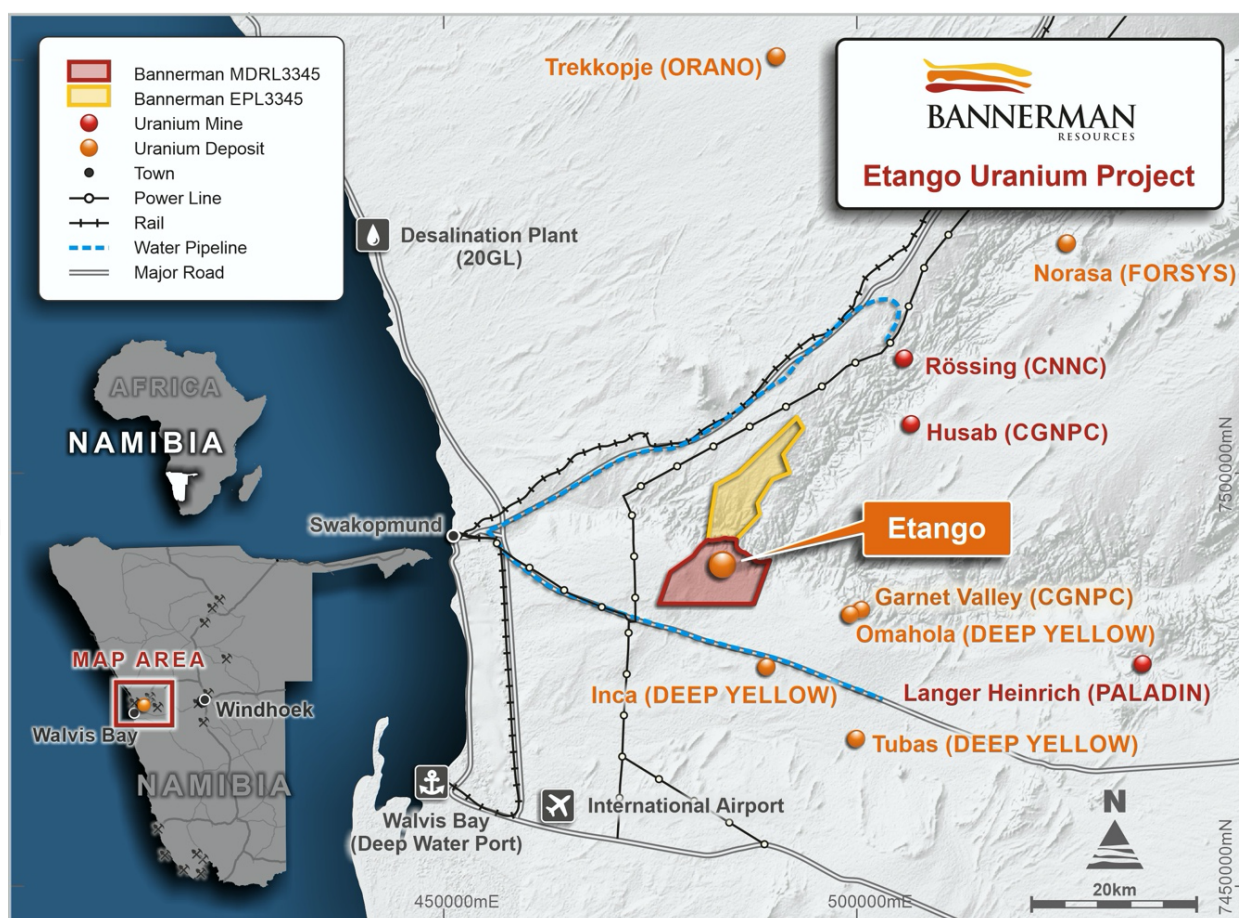 Bannerman MDRL3345
Bannerman EPL3345
Uranium Mine
Uranium Deposit
Town
Power Line
Rail
Water Pipeline
Major Road
BANNERMAN
RESOURCES
Etango Uranium Project
Trekkopje (ORANO)
Desalination Plant
(20GL)
Norasa (FORSYS)
Rössing (CNNC)
Husab (CGNPC)
7500000mN
AFRICA
NAMIBIA
Swakopmund
Etango
Garnet Valley (CGNPC)
Omahola (DEEP YELLOW)
MAP AREA
Windhoek
Walvis Bay
NAMIBIA
Inca (DEEP YELLOW)
Langer Heinrich (PALADIN)
Tubas (DEEP YELLOW)
International Airport
Walvis Bay
(Deep Water Port)
N
20km
450000mE
500000mE
7450000mN